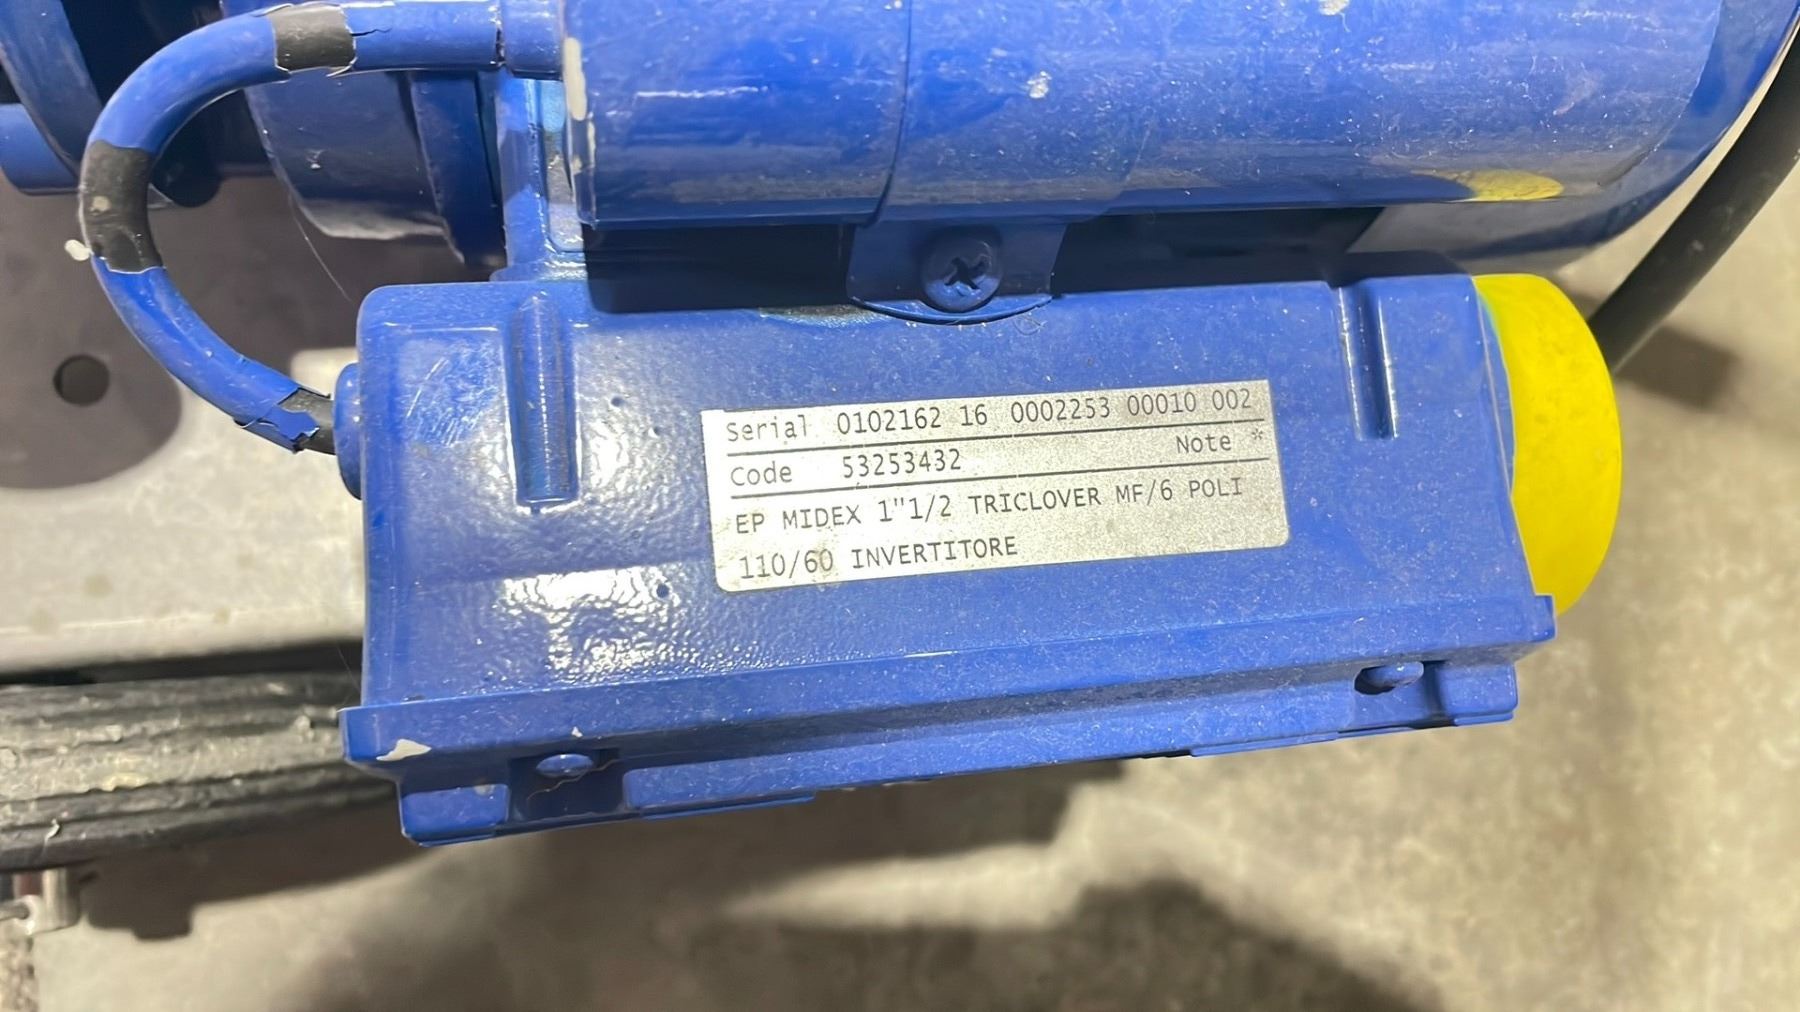 Serial 0102162 16 0002253 00010 002
Code 53253432 Note *
EP MIDEX 1"1/2 TRICLOVER MF/6 POLI
110/60 INVERTITORE